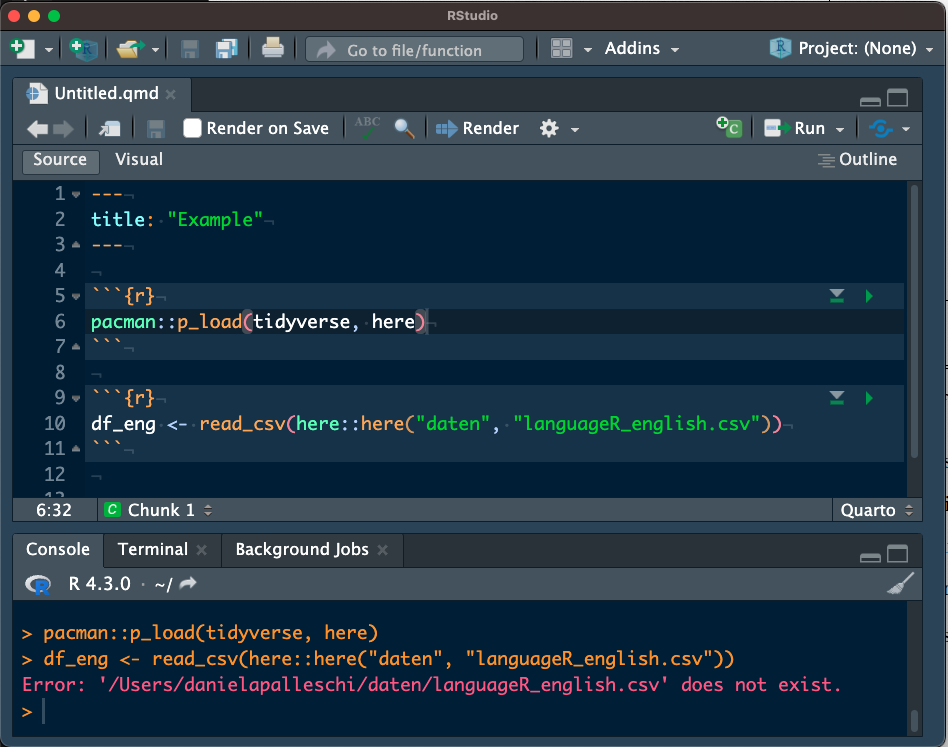 RStudio
Go to file/function
Addins
Project: (None)
Untitled.qmd
Render on Save
ABC
Render
Run
Source
Visual
Outline
1 ---
2 title: "Example"
3 ---
4
5 ```{r}
6 pacman::p_load(tidyverse, here)
7 ```
8
9 ```{r}
10 df_eng <- read_csv(here::here("daten", "languageR_english.csv"))
11 ```
12
13
6:32
C Chunk 1
Quarto
Console
Terminal
Background Jobs
R 4.3.0 · ~/
> pacman::p_load(tidyverse, here)
> df_eng <- read_csv(here::here("daten", "languageR_english.csv"))
Error: '/Users/danielapalleschi/daten/languageR_english.csv' does not exist.
>